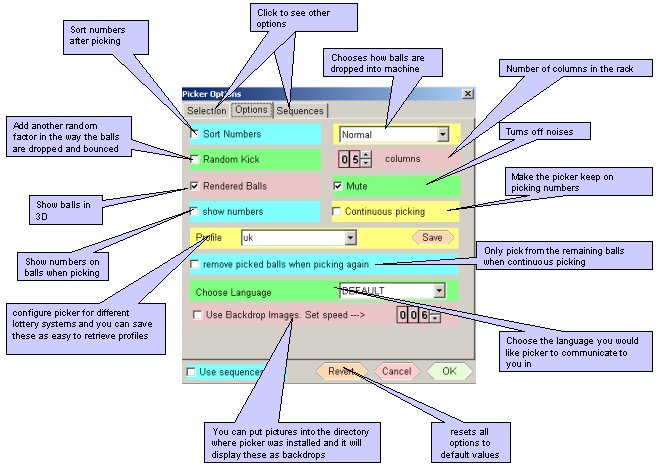 Click to see other
options
Sort numbers
after picking
Chooses how balls are
dropped into machine
Number of columns in the rack
Picker Options
Selection Options Sequences
Sort Numbers
Normal
Add another random
factor in the way the balls
are dropped and bounced
Turns off noises
Random Kick
05 columns
Make the picker keep on
picking numbers
Rendered Balls
Mute
Show balls in
3D
show numbers
Continuous picking
Profile uk Save
Show numbers on
balls when picking
Only pick from the remaining balls
when continuous picking
remove picked balls when picking again
Choose Language DEFAULT
configure picker for different
lottery systems and you can save
these as easy to retrieve profiles
Use Backdrop Images. Set speed ---> 006
Choose the language you would
like picker to communicate to
you in
Use sequencer Revert Cancel OK
You can put pictures into the directory
where picker was installed and it will
display these as backdrops
resets all
options to
default values